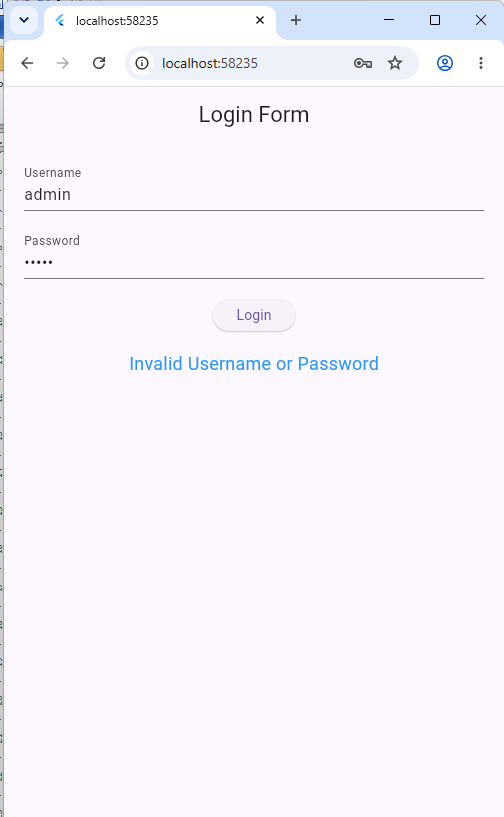 localhost:58235
localhost:58235
Login Form
Username
admin
Password
•••••
Login
Invalid Username or Password